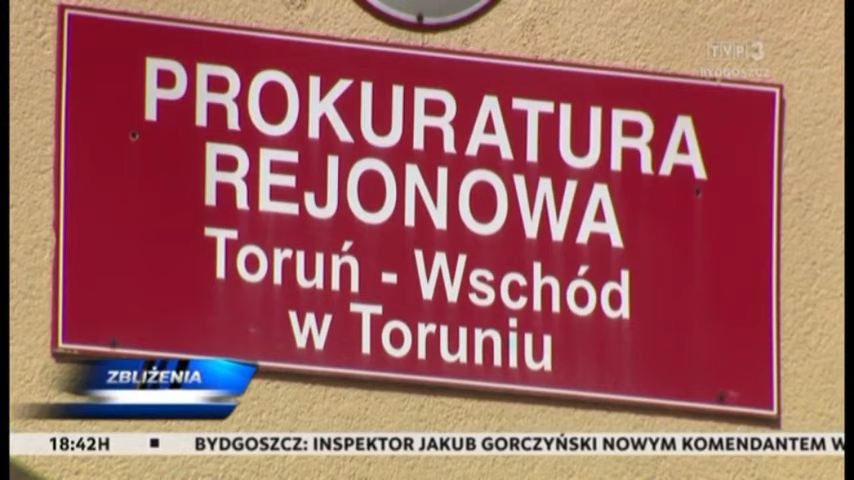 TVP3
BYDGOSZCZ
PROKURATURA
REJONOWA
Toruń - Wschód
w Toruniu
ZBLIŻENIA
18:42H ■ BYDGOSZCZ: INSPEKTOR JAKUB GORCZYŃSKI NOWYM KOMENDANTEM W